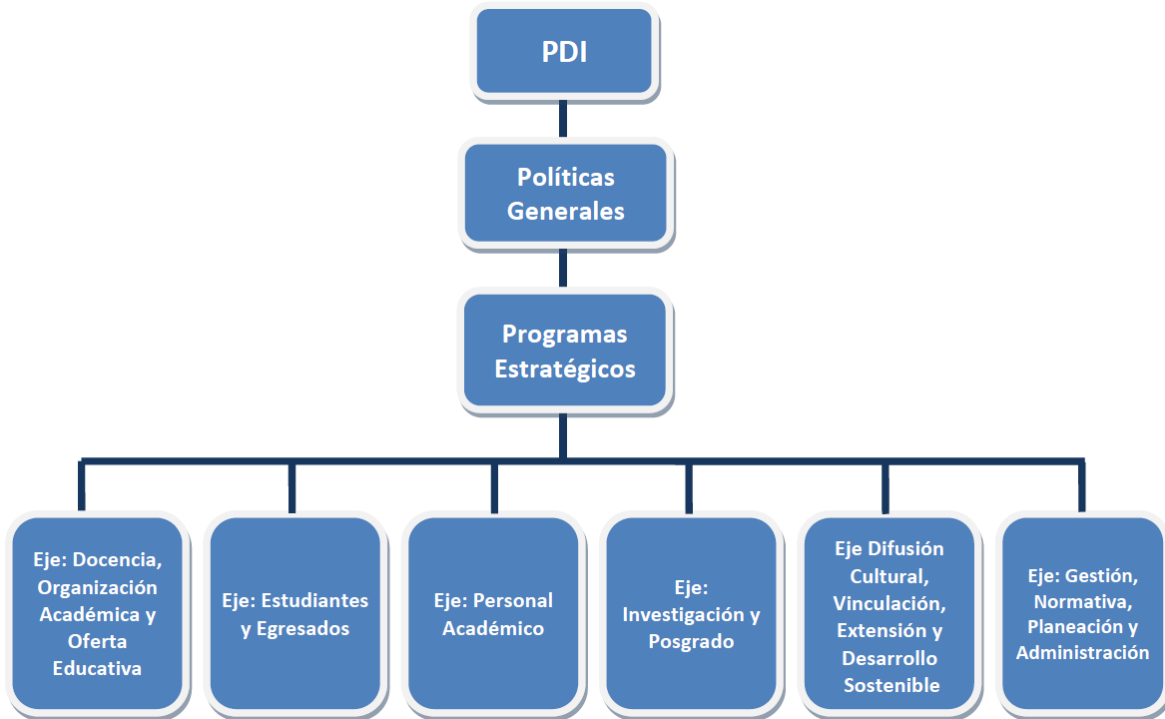 PDI
Políticas
Generales
Programas
Estratégicos
Eje: Docencia,
Organización
Académica y
Oferta
Educativa
Eje: Estudiantes
y Egresados
Eje: Personal
Académico
Eje:
Investigación y
Posgrado
Eje Difusión
Cultural,
Vinculación,
Extensión y
Desarrollo
Sostenible
Eje: Gestión,
Normativa,
Planeación y
Administración